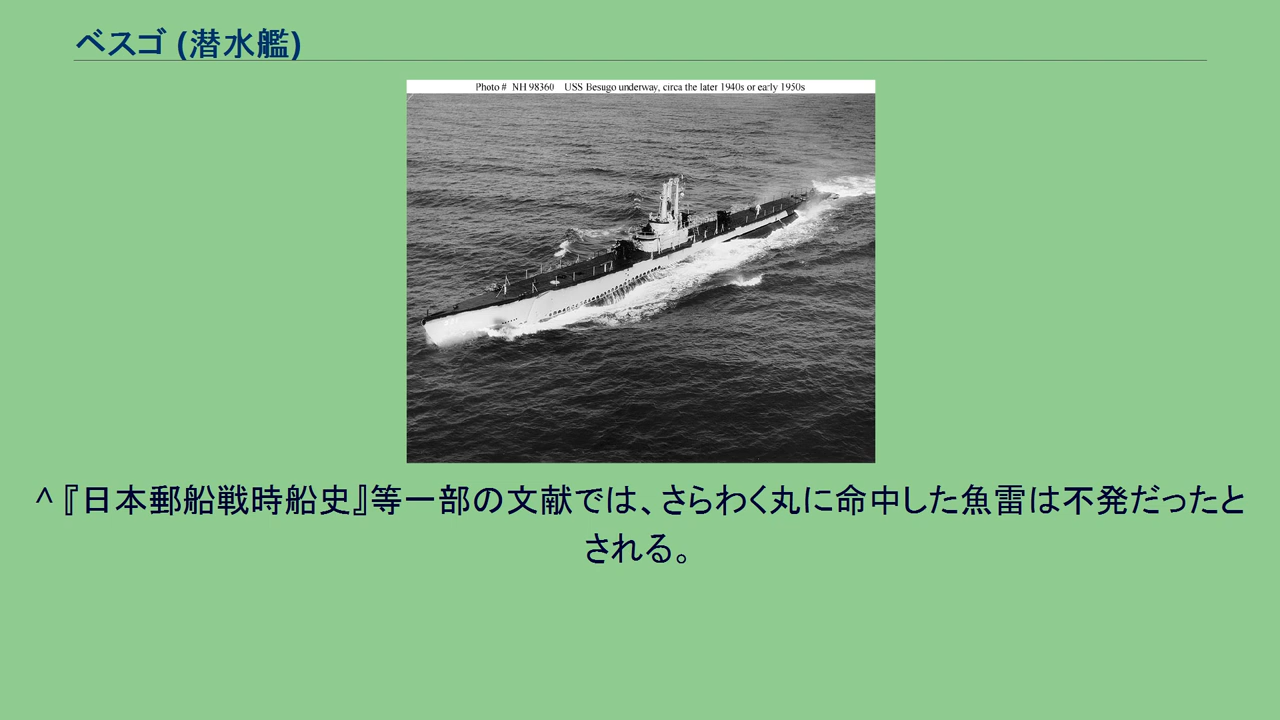 ベスゴ (潜水艦)
Photo # NH 98360 USS Besugo underway, circa the later 1940s or early 1950s
^ 『日本郵船戦時船史』等一部の文献では、さらわく丸に命中した魚雷は不発だったと
される。